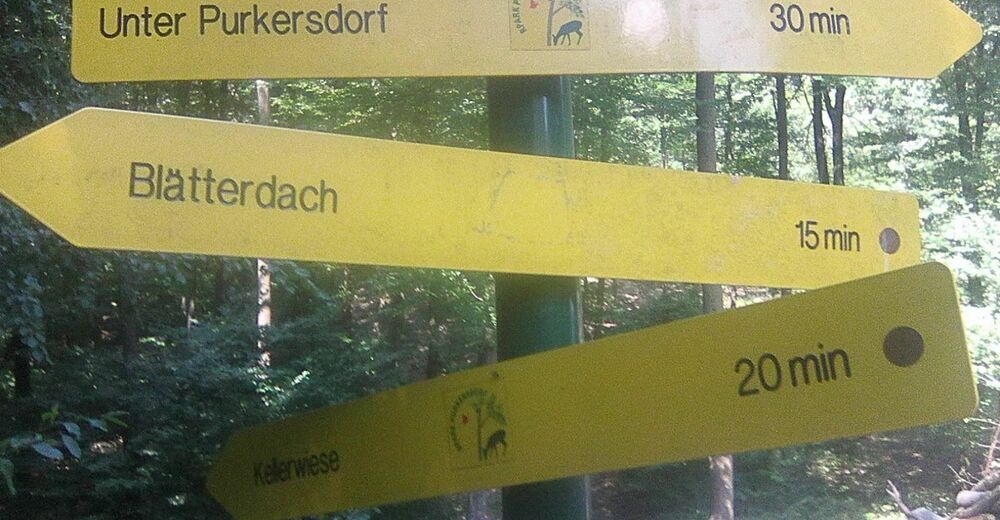 Unter Purkersdorf 30 min
Blätterdach 15 min
20 min
Kellerwiese